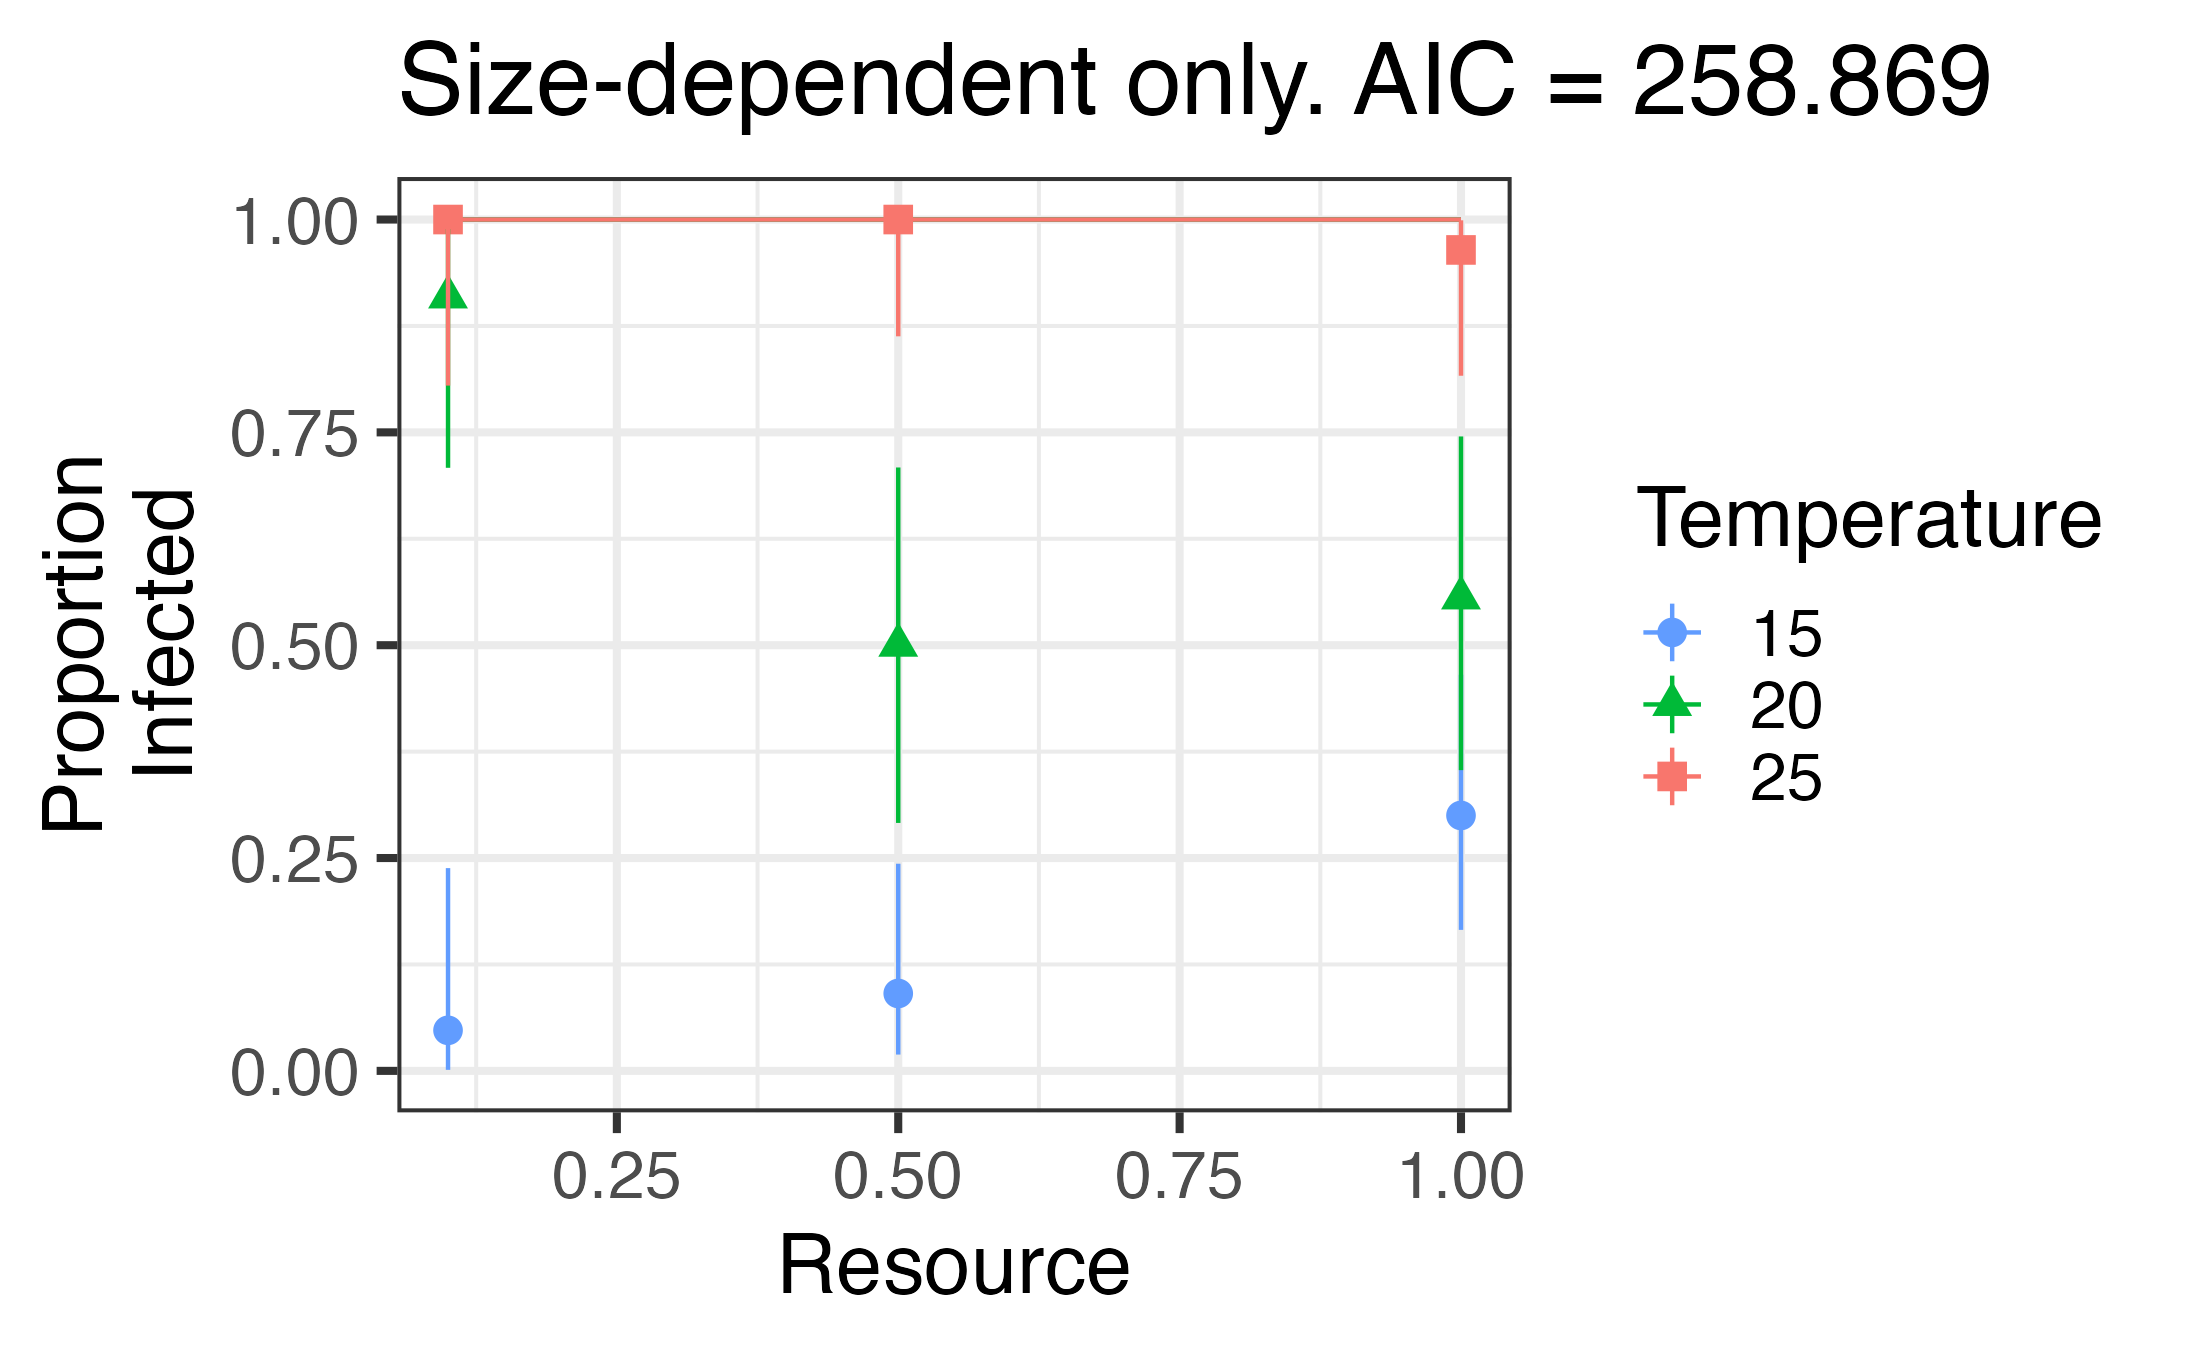 Size-dependent only. AIC = 258.869
Proportion
Infected
1.00
0.75
0.50
0.25
0.00
0.25
0.50
0.75
1.00
Resource
Temperature
15
20
25